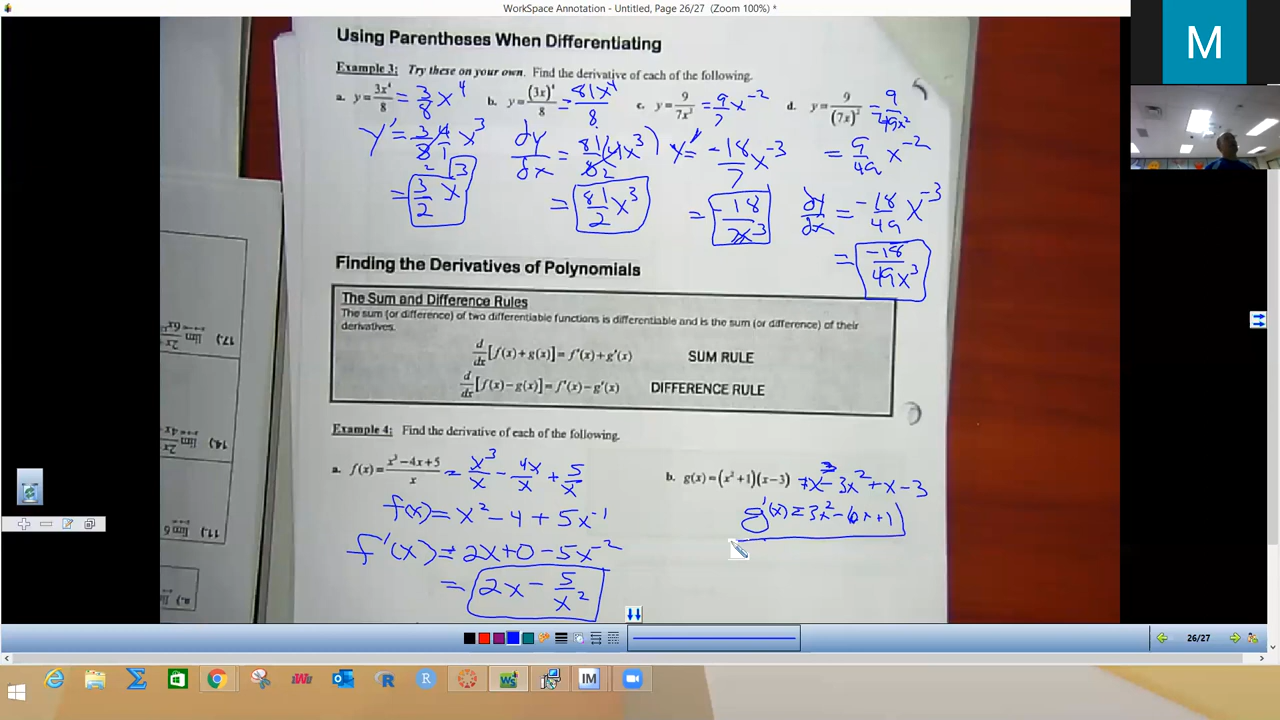 WorkSpace Annotation - Untitled, Page 26/27 (Zoom 100%) *
M
Using Parentheses When Differentiating
Example 3: Try these on your own. Find the derivative of each of the following.
a. y = 3x⁴/8 = 3/8 x⁴
y' = 3/8 · 4/1 x³
= 3/2 x³
b. y = (3x)⁴/8 = 81x⁴/8
dy/dx = 81/8 (4x³)
= 81/2 x³
c. y = 9/7x² = 9/7 x⁻²
y' = -18/7 x⁻³
= -18/7x³
d. y = 9/(7x)² = 9/49x²
= 9/49 x⁻²
dy/dx = -18/49 x⁻³
= -18/49x³
Finding the Derivatives of Polynomials
The Sum and Difference Rules
The sum (or difference) of two differentiable functions is differentiable and is the sum (or difference) of their
derivatives.
d/dx [f(x)+g(x)] = f'(x)+g'(x) SUM RULE
d/dx [f(x)-g(x)] = f'(x)-g'(x) DIFFERENCE RULE
Example 4: Find the derivative of each of the following.
a. f(x) = x³-4x+5/x = x³/x - 4x/x + 5/x
f(x) = x² - 4 + 5x⁻¹
f'(x) = 2x + 0 - 5x⁻²
= 2x - 5/x²
b. g(x) = (x²+1)(x-3) = x³ - 3x² + x - 3
g'(x) = 3x² - 6x + 1
17.)
14.)
11.)
26/27
IM